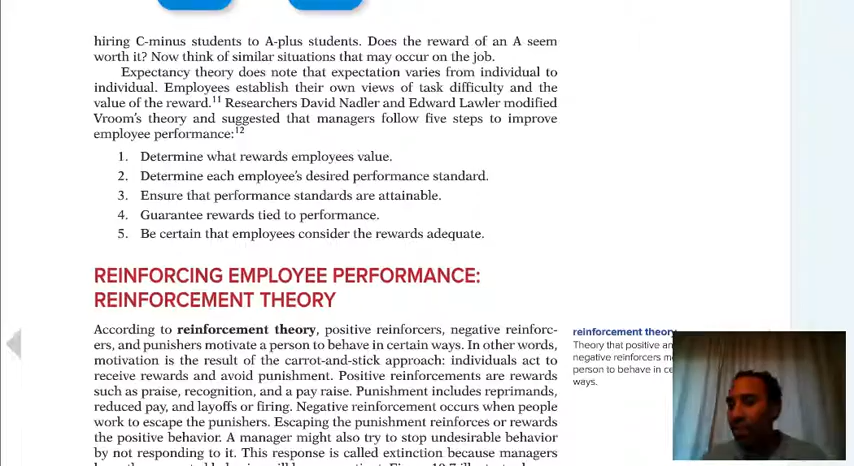 hiring C-minus students to A-plus students. Does the reward of an A seem
worth it? Now think of similar situations that may occur on the job.
Expectancy theory does note that expectation varies from individual to
individual. Employees establish their own views of task difficulty and the
value of the reward.11 Researchers David Nadler and Edward Lawler modified
Vroom's theory and suggested that managers follow five steps to improve
employee performance:12
1. Determine what rewards employees value.
2. Determine each employee's desired performance standard.
3. Ensure that performance standards are attainable.
4. Guarantee rewards tied to performance.
5. Be certain that employees consider the rewards adequate.
REINFORCING EMPLOYEE PERFORMANCE:
REINFORCEMENT THEORY
According to reinforcement theory, positive reinforcers, negative reinforc-
ers, and punishers motivate a person to behave in certain ways. In other words,
motivation is the result of the carrot-and-stick approach: individuals act to
receive rewards and avoid punishment. Positive reinforcements are rewards
such as praise, recognition, and a pay raise. Punishment includes reprimands,
reduced pay, and layoffs or firing. Negative reinforcement occurs when people
work to escape the punishers. Escaping the punishment reinforces or rewards
the positive behavior. A manager might also try to stop undesirable behavior
by not responding to it. This response is called extinction because managers
reinforcement theory
Theory that positive an
negative reinforcers m
person to behave in ce
ways.